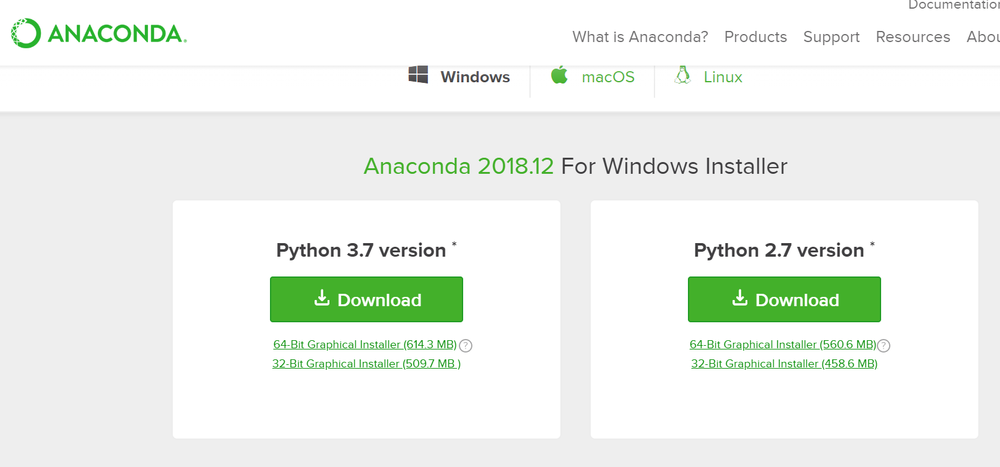 Documentation
ANACONDA®
What is Anaconda? Products Support Resources
Windows macOS Linux
Anaconda 2018.12 For Windows Installer
Python 3.7 version *
Download
64-Bit Graphical Installer (614.3 MB) ?
32-Bit Graphical Installer (509.7 MB )
Python 2.7 version *
Download
64-Bit Graphical Installer (560.6 MB) ?
32-Bit Graphical Installer (458.6 MB)